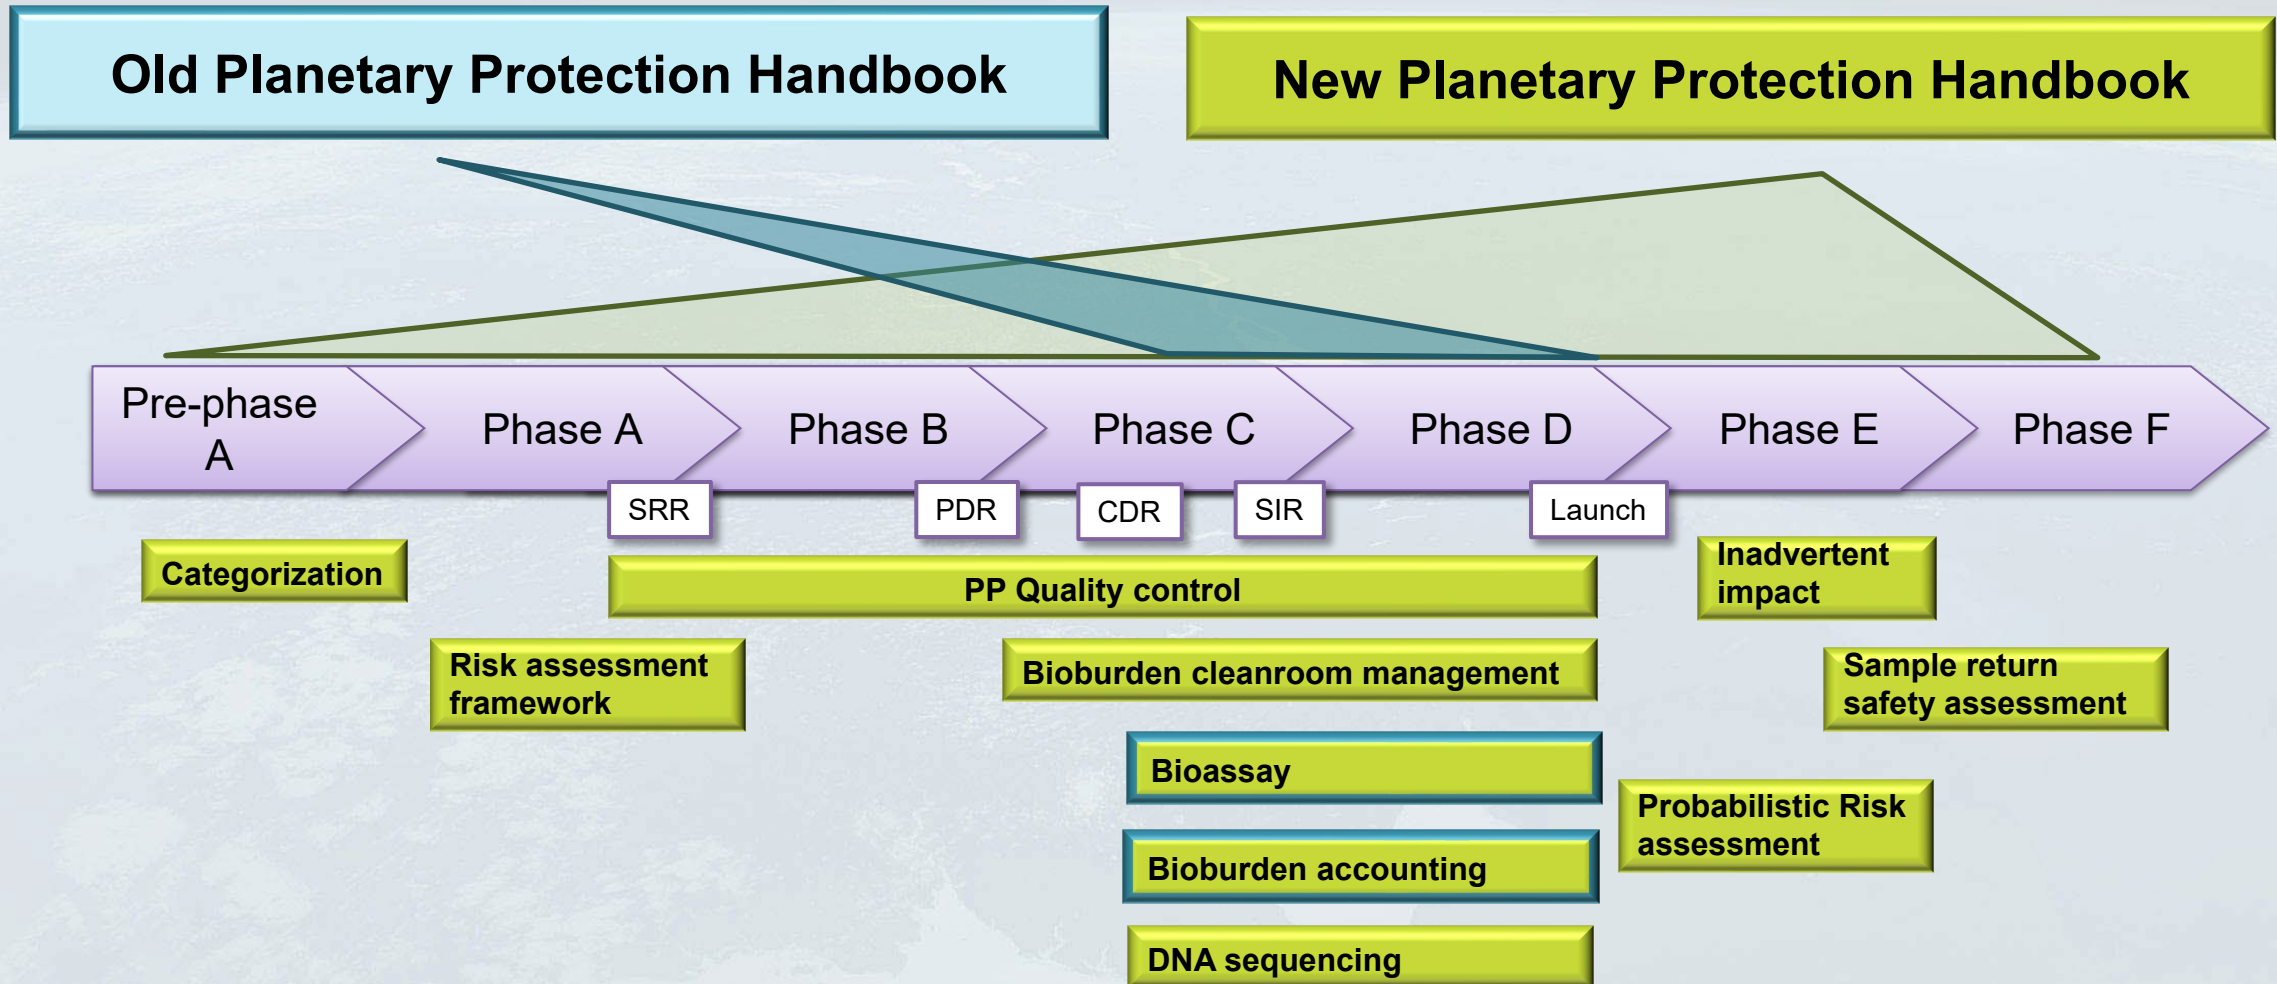 Old Planetary Protection Handbook
New Planetary Protection Handbook
Pre-phase
A
Phase A
Phase B
Phase C
Phase D
Phase E
Phase F
SRR
PDR
CDR
SIR
Launch
Categorization
PP Quality control
Inadvertent
impact
Risk assessment
framework
Bioburden cleanroom management
Sample return
safety assessment
Bioassay
Probabilistic Risk
assessment
Bioburden accounting
DNA sequencing